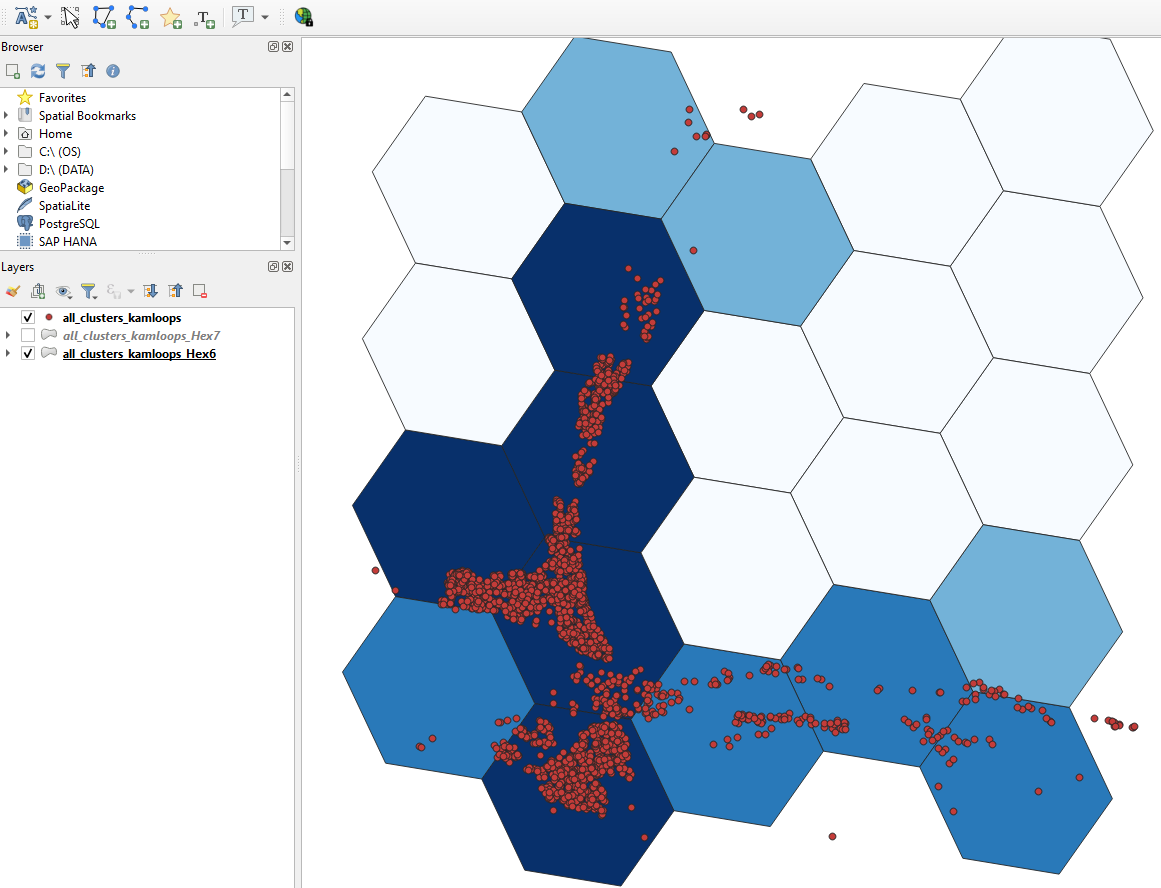 T
T
Browser
Favorites
Spatial Bookmarks
Home
C:\ (OS)
D:\ (DATA)
GeoPackage
SpatiaLite
PostgreSQL
SAP HANA
Layers
all_clusters_kamloops
all_clusters_kamloops_Hex7
all_clusters_kamloops_Hex6